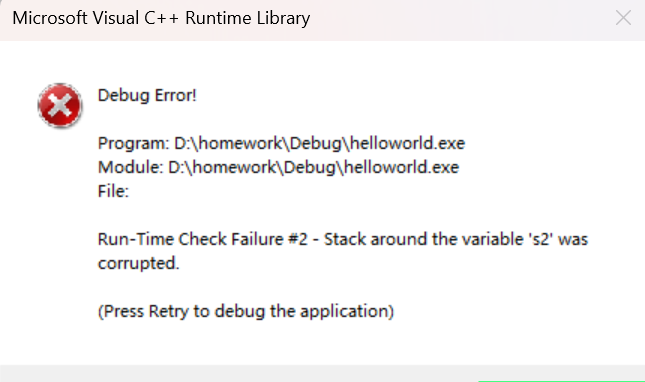 Microsoft Visual C++ Runtime Library
Debug Error!
Program: D:\homework\Debug\helloworld.exe
Module: D:\homework\Debug\helloworld.exe
File:
Run-Time Check Failure #2 - Stack around the variable 's2' was
corrupted.
(Press Retry to debug the application)